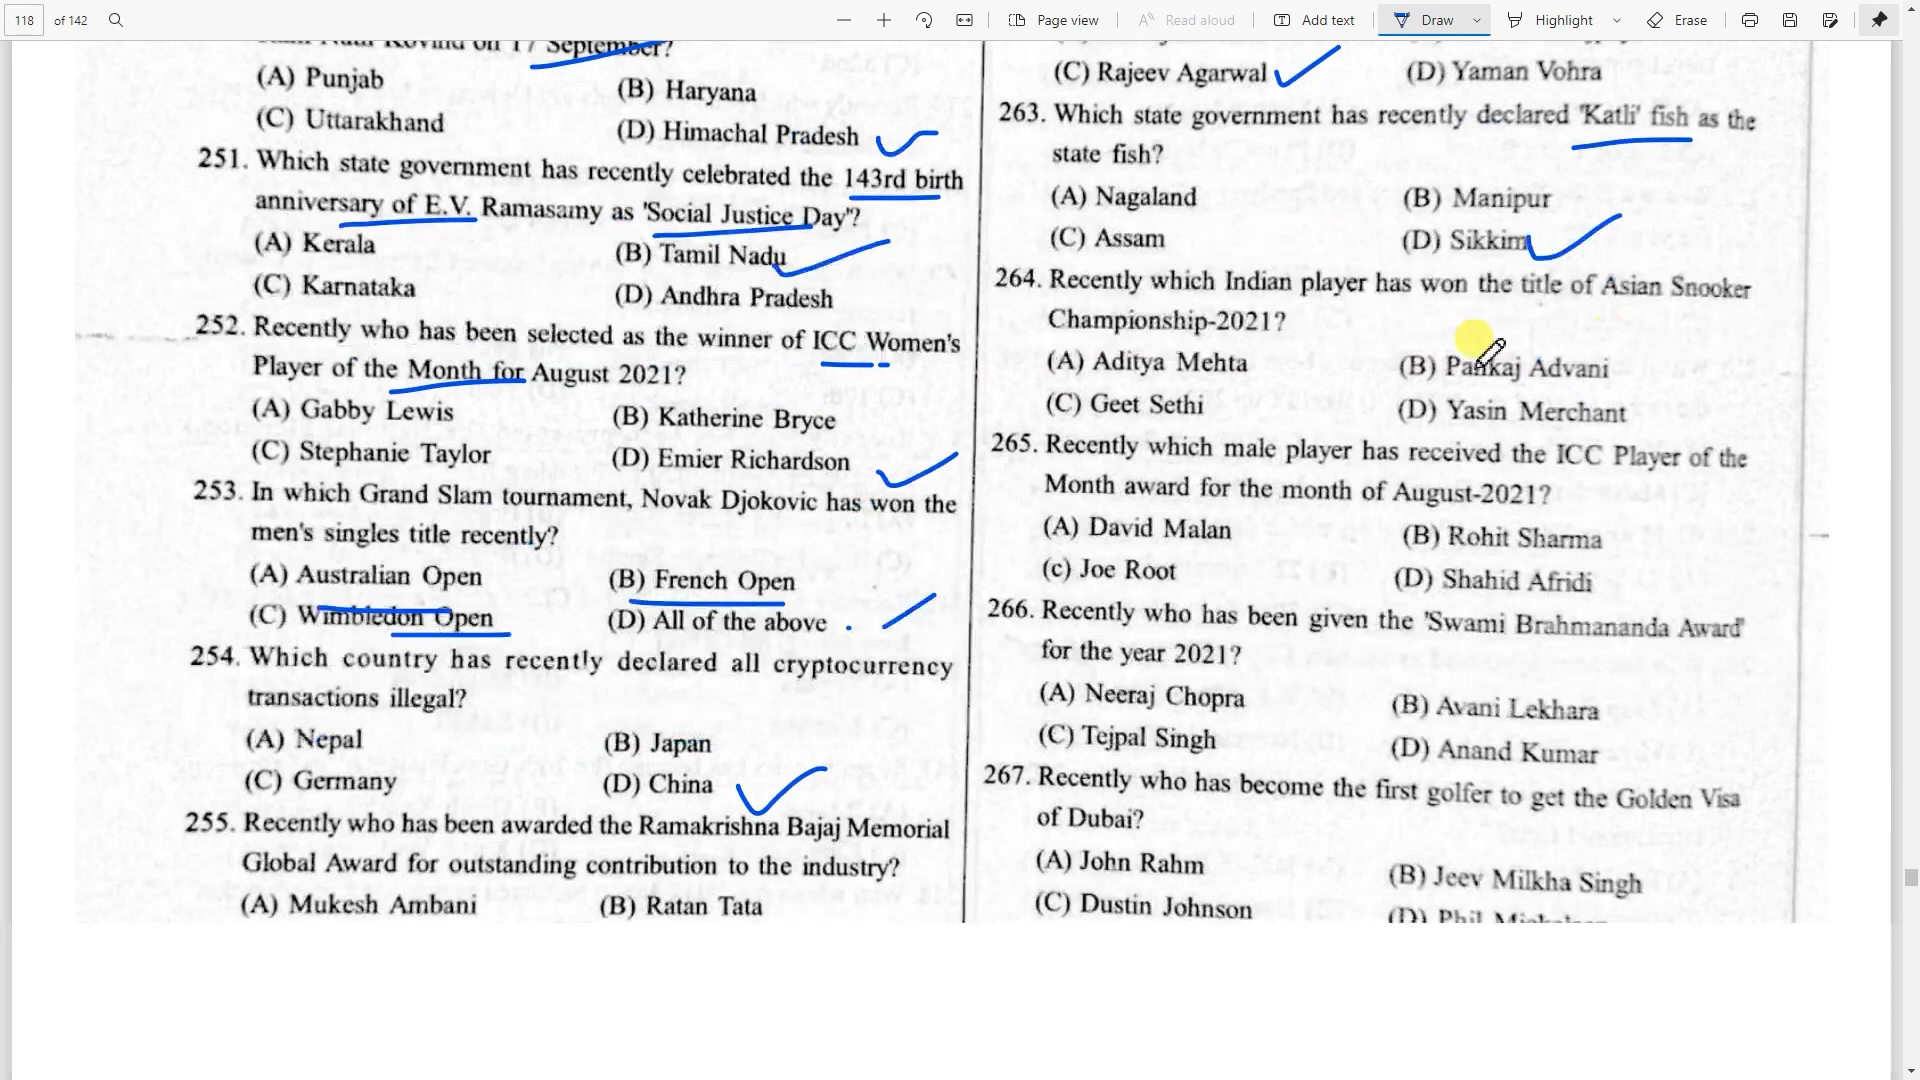 118 of 142
Page view
Read aloud
Add text
Draw
Highlight
Erase
17 September?
(A) Punjab
(B) Haryana
(C) Uttarakhand
(D) Himachal Pradesh
251. Which state government has recently celebrated the 143rd birth
anniversary of E.V. Ramasamy as 'Social Justice Day'?
(A) Kerala
(B) Tamil Nadu
(C) Karnataka
(D) Andhra Pradesh
252. Recently who has been selected as the winner of ICC Women's
Player of the Month for August 2021?
(A) Gabby Lewis
(B) Katherine Bryce
(C) Stephanie Taylor
(D) Emier Richardson
253. In which Grand Slam tournament, Novak Djokovic has won the
men's singles title recently?
(A) Australian Open
(B) French Open
(C) Wimbledon Open
(D) All of the above
254. Which country has recently declared all cryptocurrency
transactions illegal?
(A) Nepal
(B) Japan
(C) Germany
(D) China
255. Recently who has been awarded the Ramakrishna Bajaj Memorial
Global Award for outstanding contribution to the industry?
(A) Mukesh Ambani
(B) Ratan Tata
(C) Rajeev Agarwal
(D) Yaman Vohra
263. Which state government has recently declared 'Katli' fish as the
state fish?
(A) Nagaland
(B) Manipur
(C) Assam
(D) Sikkim
264. Recently which Indian player has won the title of Asian Snooker
Championship-2021?
(A) Aditya Mehta
(B) Pankaj Advani
(C) Geet Sethi
(D) Yasin Merchant
265. Recently which male player has received the ICC Player of the
Month award for the month of August-2021?
(A) David Malan
(B) Rohit Sharma
(c) Joe Root
(D) Shahid Afridi
266. Recently who has been given the 'Swami Brahmananda Award'
for the year 2021?
(A) Neeraj Chopra
(B) Avani Lekhara
(C) Tejpal Singh
(D) Anand Kumar
267. Recently who has become the first golfer to get the Golden Visa
of Dubai?
(A) John Rahm
(B) Jeev Milkha Singh
(C) Dustin Johnson
(D) Phil